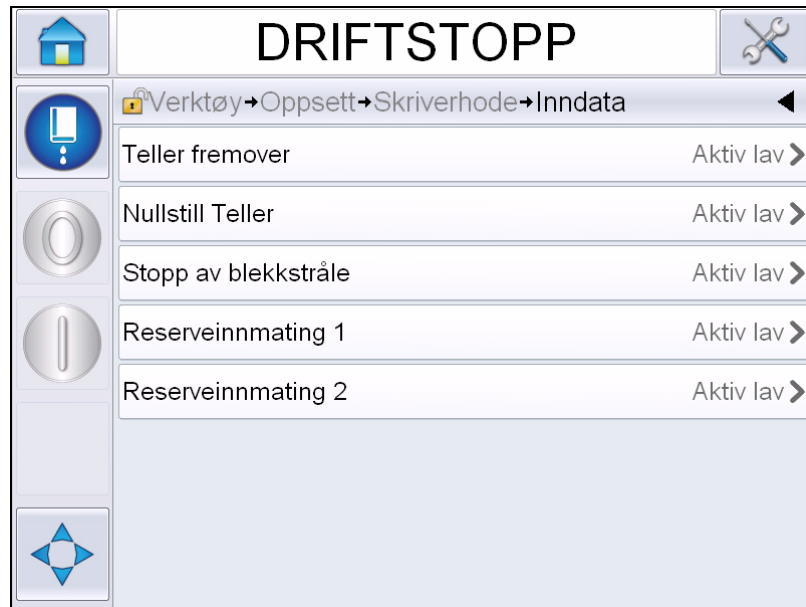 DRIFTSTOPP
Verktøy→Oppsett→Skriverhode→Inndata
Teller fremover Aktiv lav
Nullstill Teller Aktiv lav
Stopp av blekkstråle Aktiv lav
Reserveinnmating 1 Aktiv lav
Reserveinnmating 2 Aktiv lav